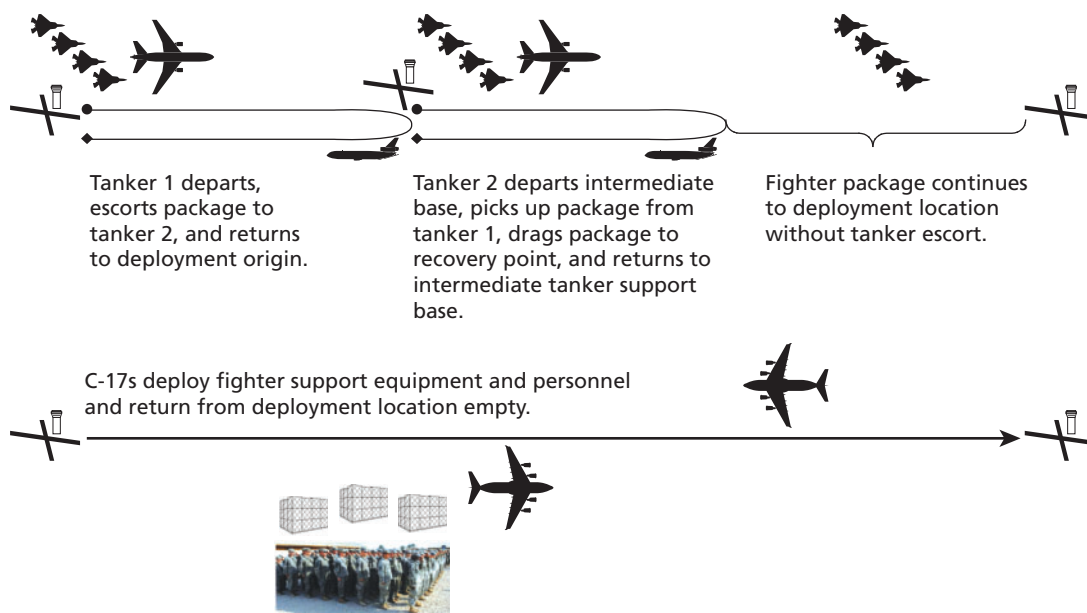 Tanker 1 departs,
escorts package to
tanker 2, and returns
to deployment origin.
Tanker 2 departs intermediate
base, picks up package from
tanker 1, drags package to
recovery point, and returns to
intermediate tanker support
base.
Fighter package continues
to deployment location
without tanker escort.
C-17s deploy fighter support equipment and personnel
and return from deployment location empty.